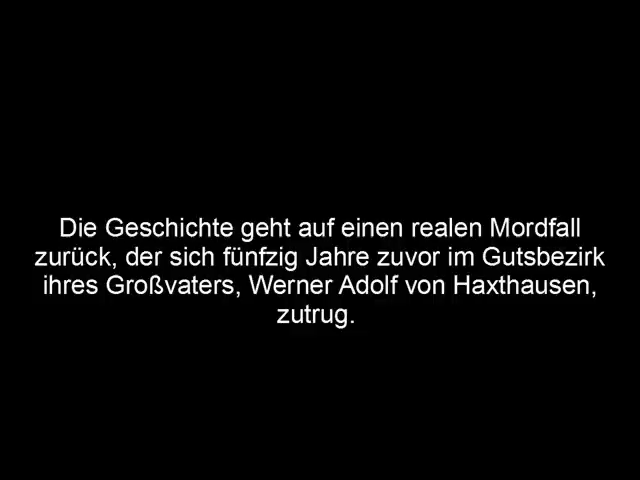 Die Geschichte geht auf einen realen Mordfall
zurück, der sich fünfzig Jahre zuvor im Gutsbezirk
ihres Großvaters, Werner Adolf von Haxthausen,
zutrug.